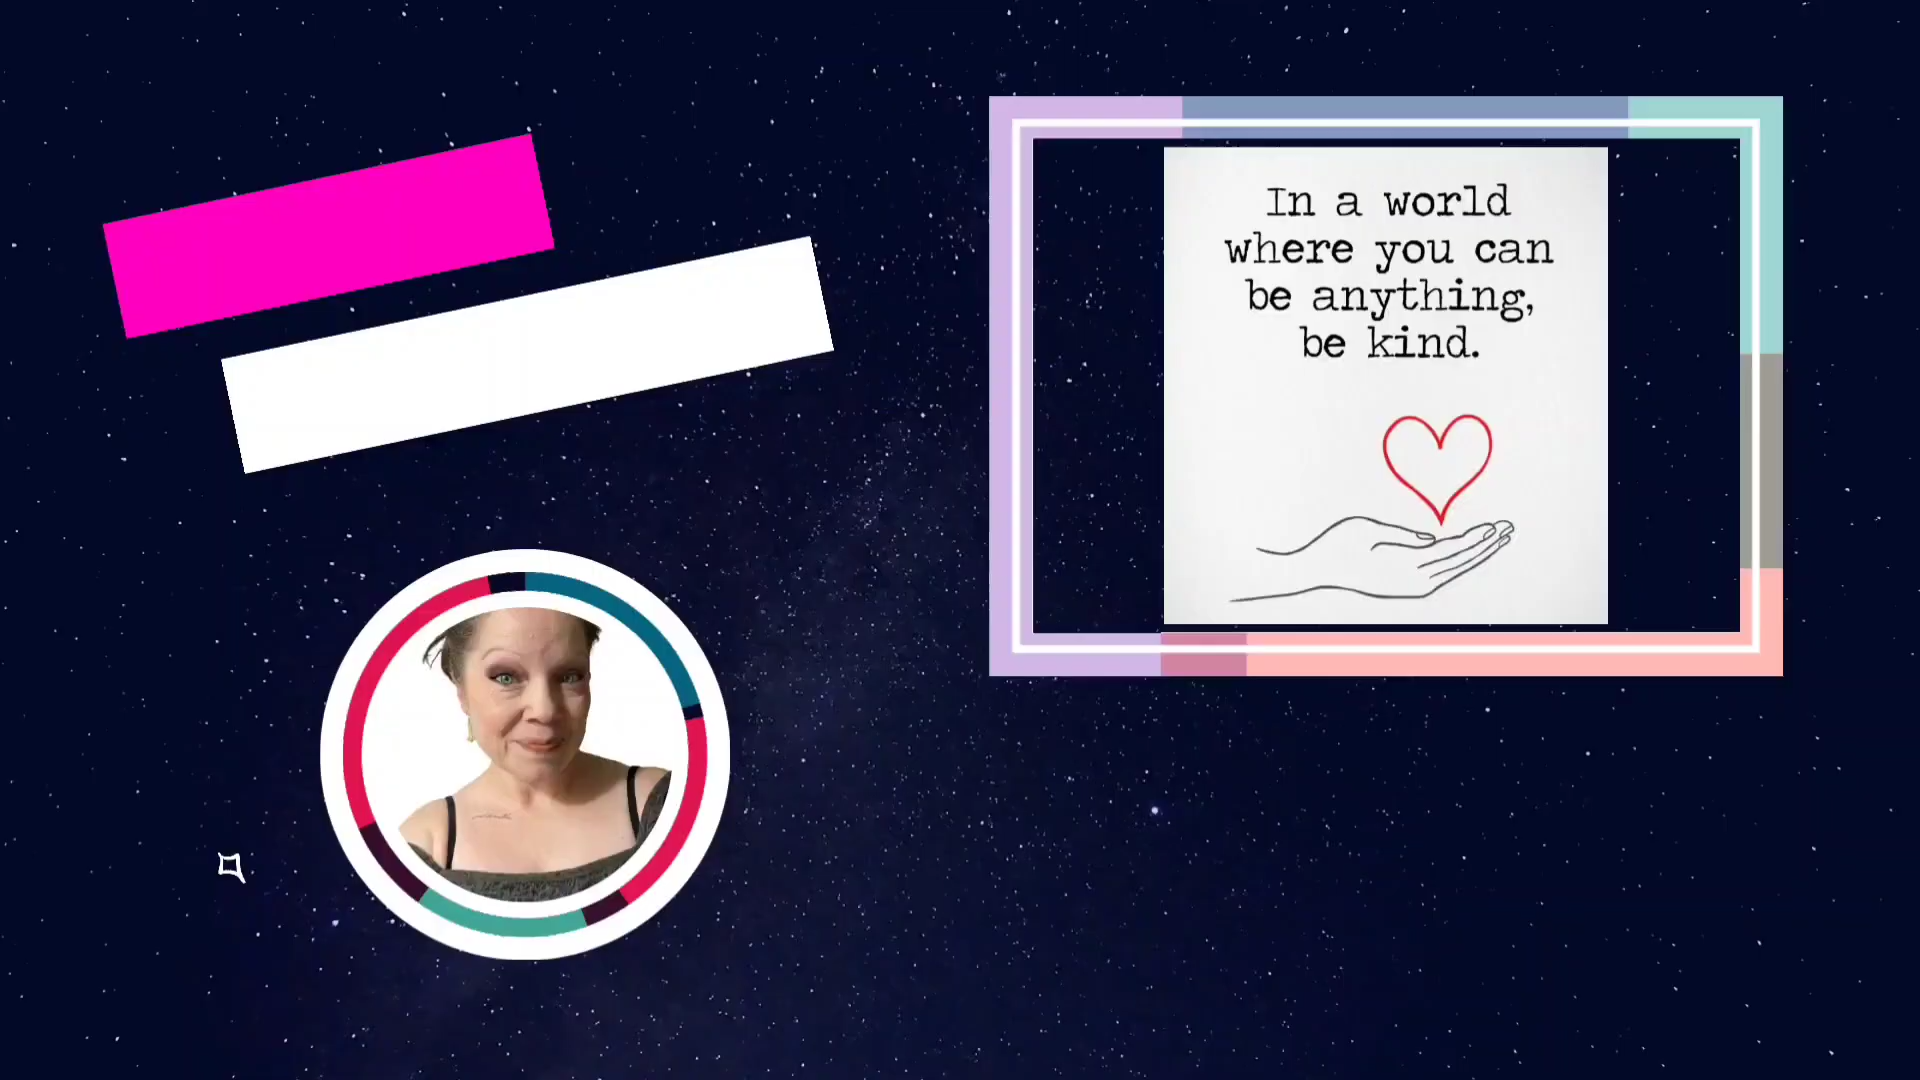 In a world
where you can
be anything,
be kind.